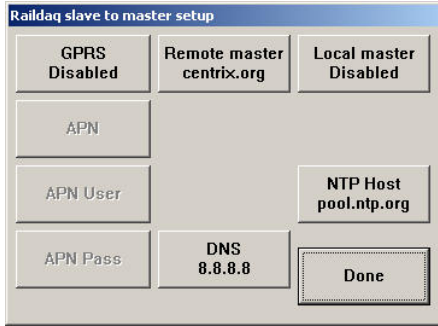 Raildaq slave to master setup
GPRS
Disabled
Remote master
centrix.org
Local master
Disabled
APN
APN User
NTP Host
pool.ntp.org
APN Pass
DNS
8.8.8.8
Done